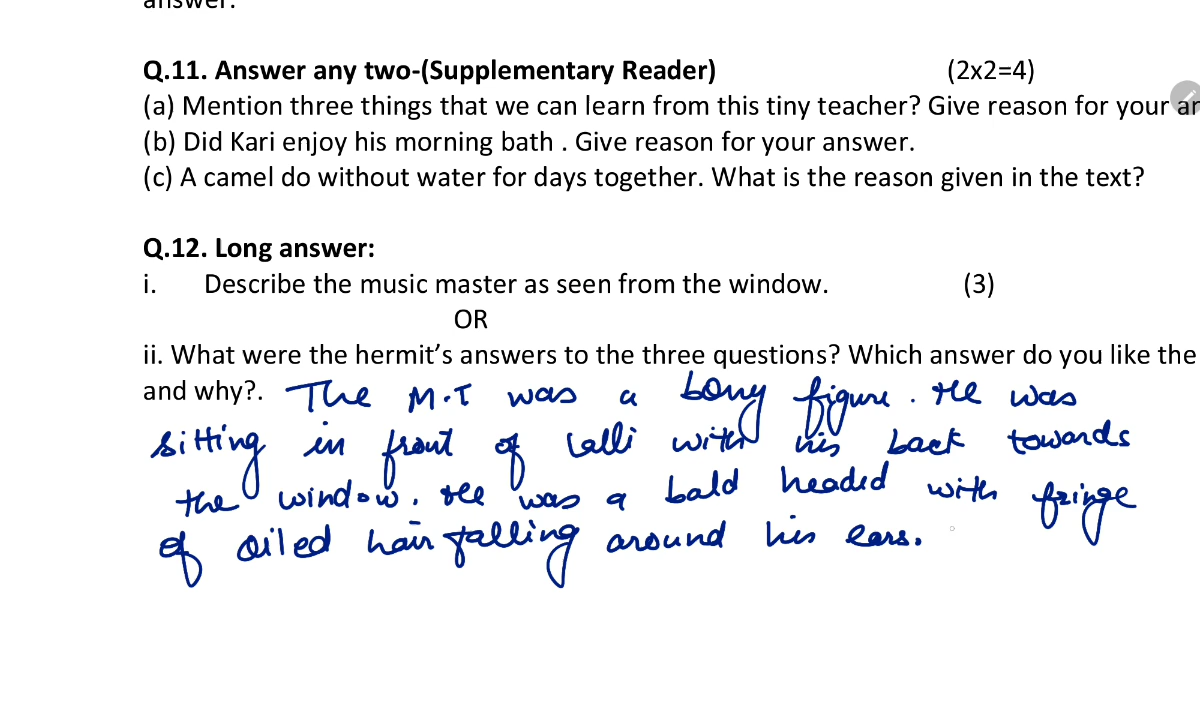 answer.
Q.11. Answer any two-(Supplementary Reader) (2x2=4)
(a) Mention three things that we can learn from this tiny teacher? Give reason for your an
(b) Did Kari enjoy his morning bath . Give reason for your answer.
(c) A camel do without water for days together. What is the reason given in the text?
Q.12. Long answer:
i. Describe the music master as seen from the window. (3)
OR
ii. What were the hermit’s answers to the three questions? Which answer do you like the
and why?. The M.T was a bony figure. He was
sitting in front of Lalli with his back towards
the window. He was a bald headed with fringe
of oiled hair falling around his ears.